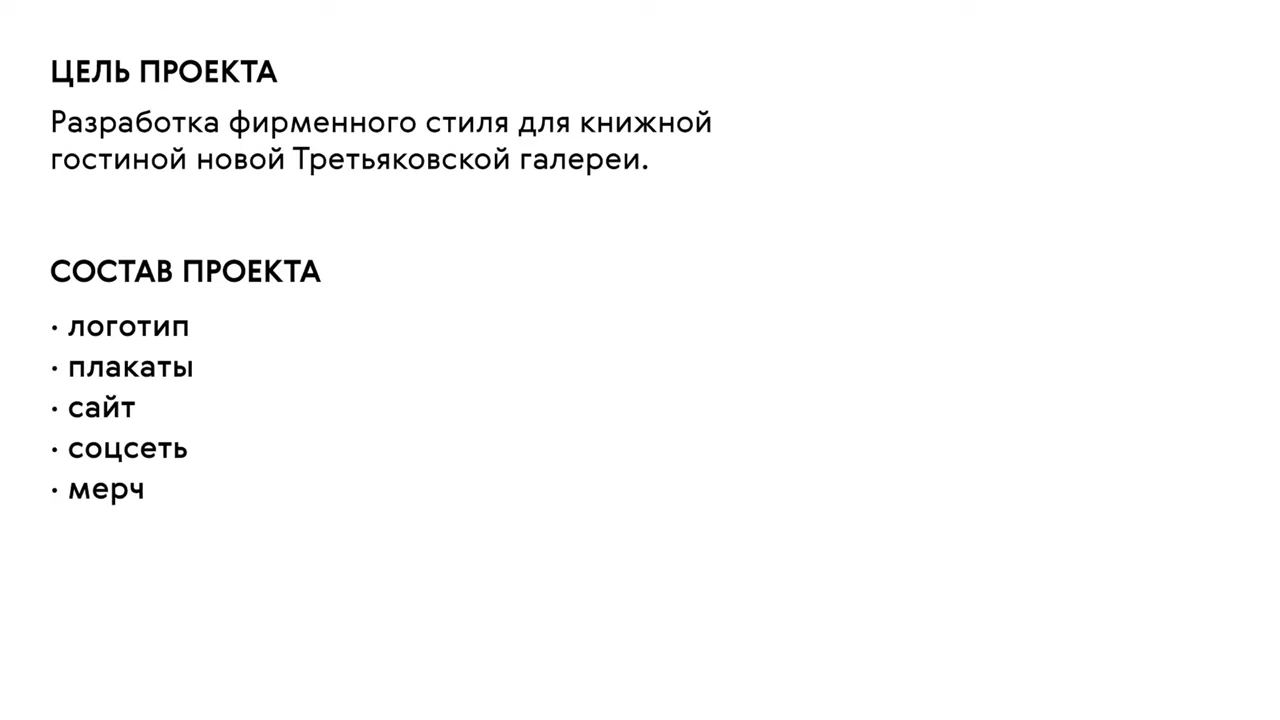 ЦЕЛЬ ПРОЕКТА
Разработка фирменного стиля для книжной
гостиной новой Третьяковской галереи.
СОСТАВ ПРОЕКТА
· логотип
· плакаты
· сайт
· соцсеть
· мерч